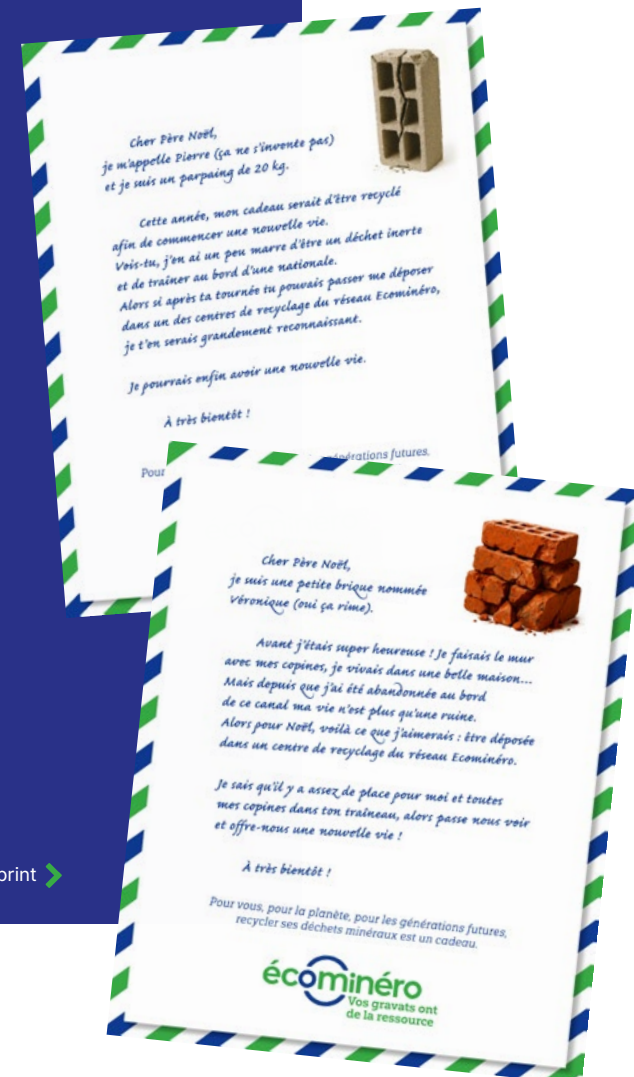 Cher Père Noël,
je m'appelle Pierre (ça ne s'invente pas)
et je suis un parpaing de 20 kg.
Cette année, mon cadeau serait d'être recyclé
afin de commencer une nouvelle vie.
Vois-tu, j'en ai un peu marre d'être un déchet inerte
et de traîner au bord d'une nationale.
Alors si après ta tournée tu pouvais passer me déposer
dans un des centres de recyclage du réseau Ecominéro,
je t'en serais grandement reconnaissant.
Je pourrais enfin avoir une nouvelle vie.
À très bientôt !
Pour générations futures,
Cher Père Noël,
je suis une petite brique nommée
Véronique (oui ça rime).
Avant j'étais super heureuse ! Je faisais le mur
avec mes copines, je vivais dans une belle maison...
Mais depuis que j'ai été abandonnée au bord
de ce canal ma vie n'est plus qu'une ruine.
Alors pour Noël, voilà ce que j'aimerais : être déposée
dans un centre de recyclage du réseau Ecominéro.
Je sais qu'il y a assez de place pour moi et toutes
mes copines dans ton traîneau, alors passe nous voir
et offre-nous une nouvelle vie !
À très bientôt !
Pour vous, pour la planète, pour les générations futures,
recycler ses déchets minéraux est un cadeau.
écominéro
Vos gravats ont
de la ressource
print